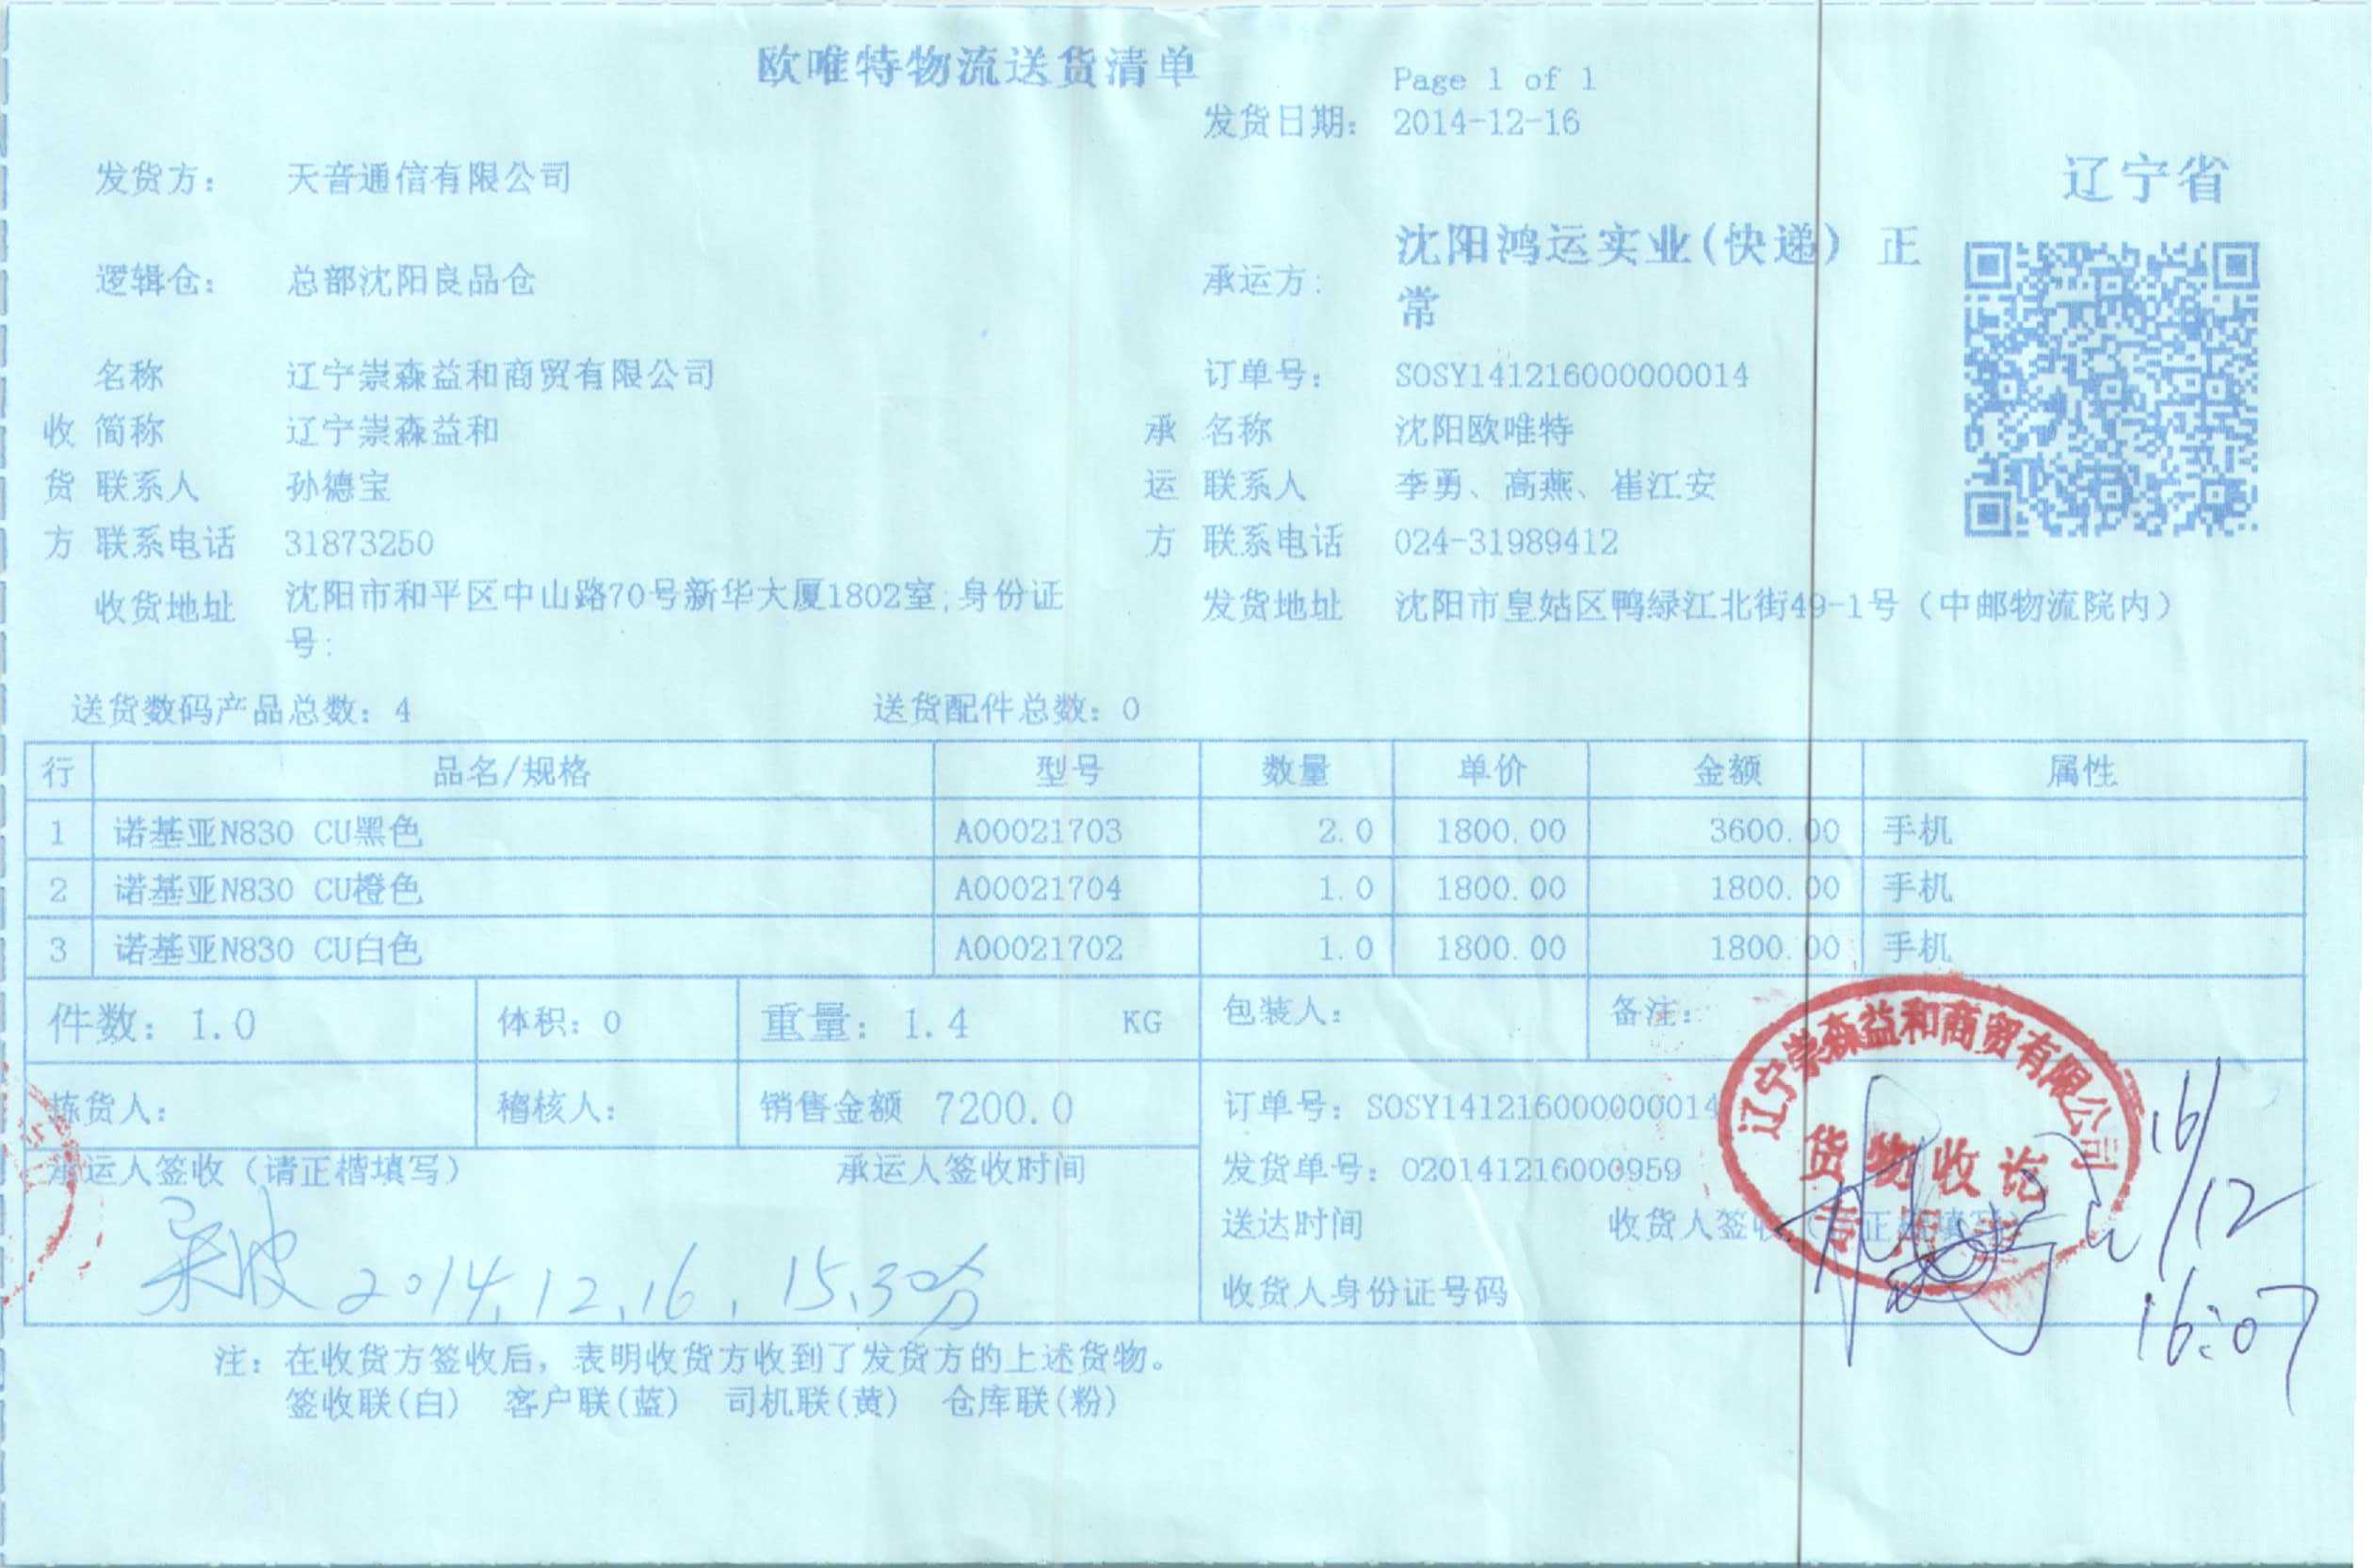 欧唯特物流送货清单
Page 1 of 1
发货日期: 2014-12-16
发货方: 天音通信有限公司
辽宁省
逻辑仓: 总部沈阳良品仓
承运方: 沈阳鸿运实业(快递) 正
常
名称 辽宁崇森益和商贸有限公司 订单号: SOSY141216000000014
收 简称 辽宁崇森益和 承 名称 沈阳欧唯特
货 联系人 孙德宝 运 联系人 李勇、高燕、崔江安
方 联系电话 31873250 方 联系电话 024-31989412
收货地址 沈阳市和平区中山路70号新华大厦1802室;身份证
号:
发货地址 沈阳市皇姑区鸭绿江北街49-1号（中邮物流院内）
送货数码产品总数: 4 送货配件总数: 0
行 品名/规格 型号 数量 单价 金额 属性
1 诺基亚N830 CU黑色 A00021703 2.0 1800.00 3600.00 手机
2 诺基亚N830 CU橙色 A00021704 1.0 1800.00 1800.00 手机
3 诺基亚N830 CU白色 A00021702 1.0 1800.00 1800.00 手机
件数: 1.0 体积: 0 重量: 1.4 KG 包装人: 备注:
拣货人: 稽核人: 销售金额 7200.0 订单号: SOSY141216000000014
承运人签收（请正楷填写） 承运人签收时间
发货单号: 020141216000959
送达时间 收货人签收（请正楷填写）
收货人身份证号码
吴波 2014.12.16. 15.30分
辽宁崇森益和商贸有限公司
货物收讫
16/12
16:07
注: 在收货方签收后，表明收货方收到了发货方的上述货物。
签收联(白) 客户联(蓝) 司机联(黄) 仓库联(粉)